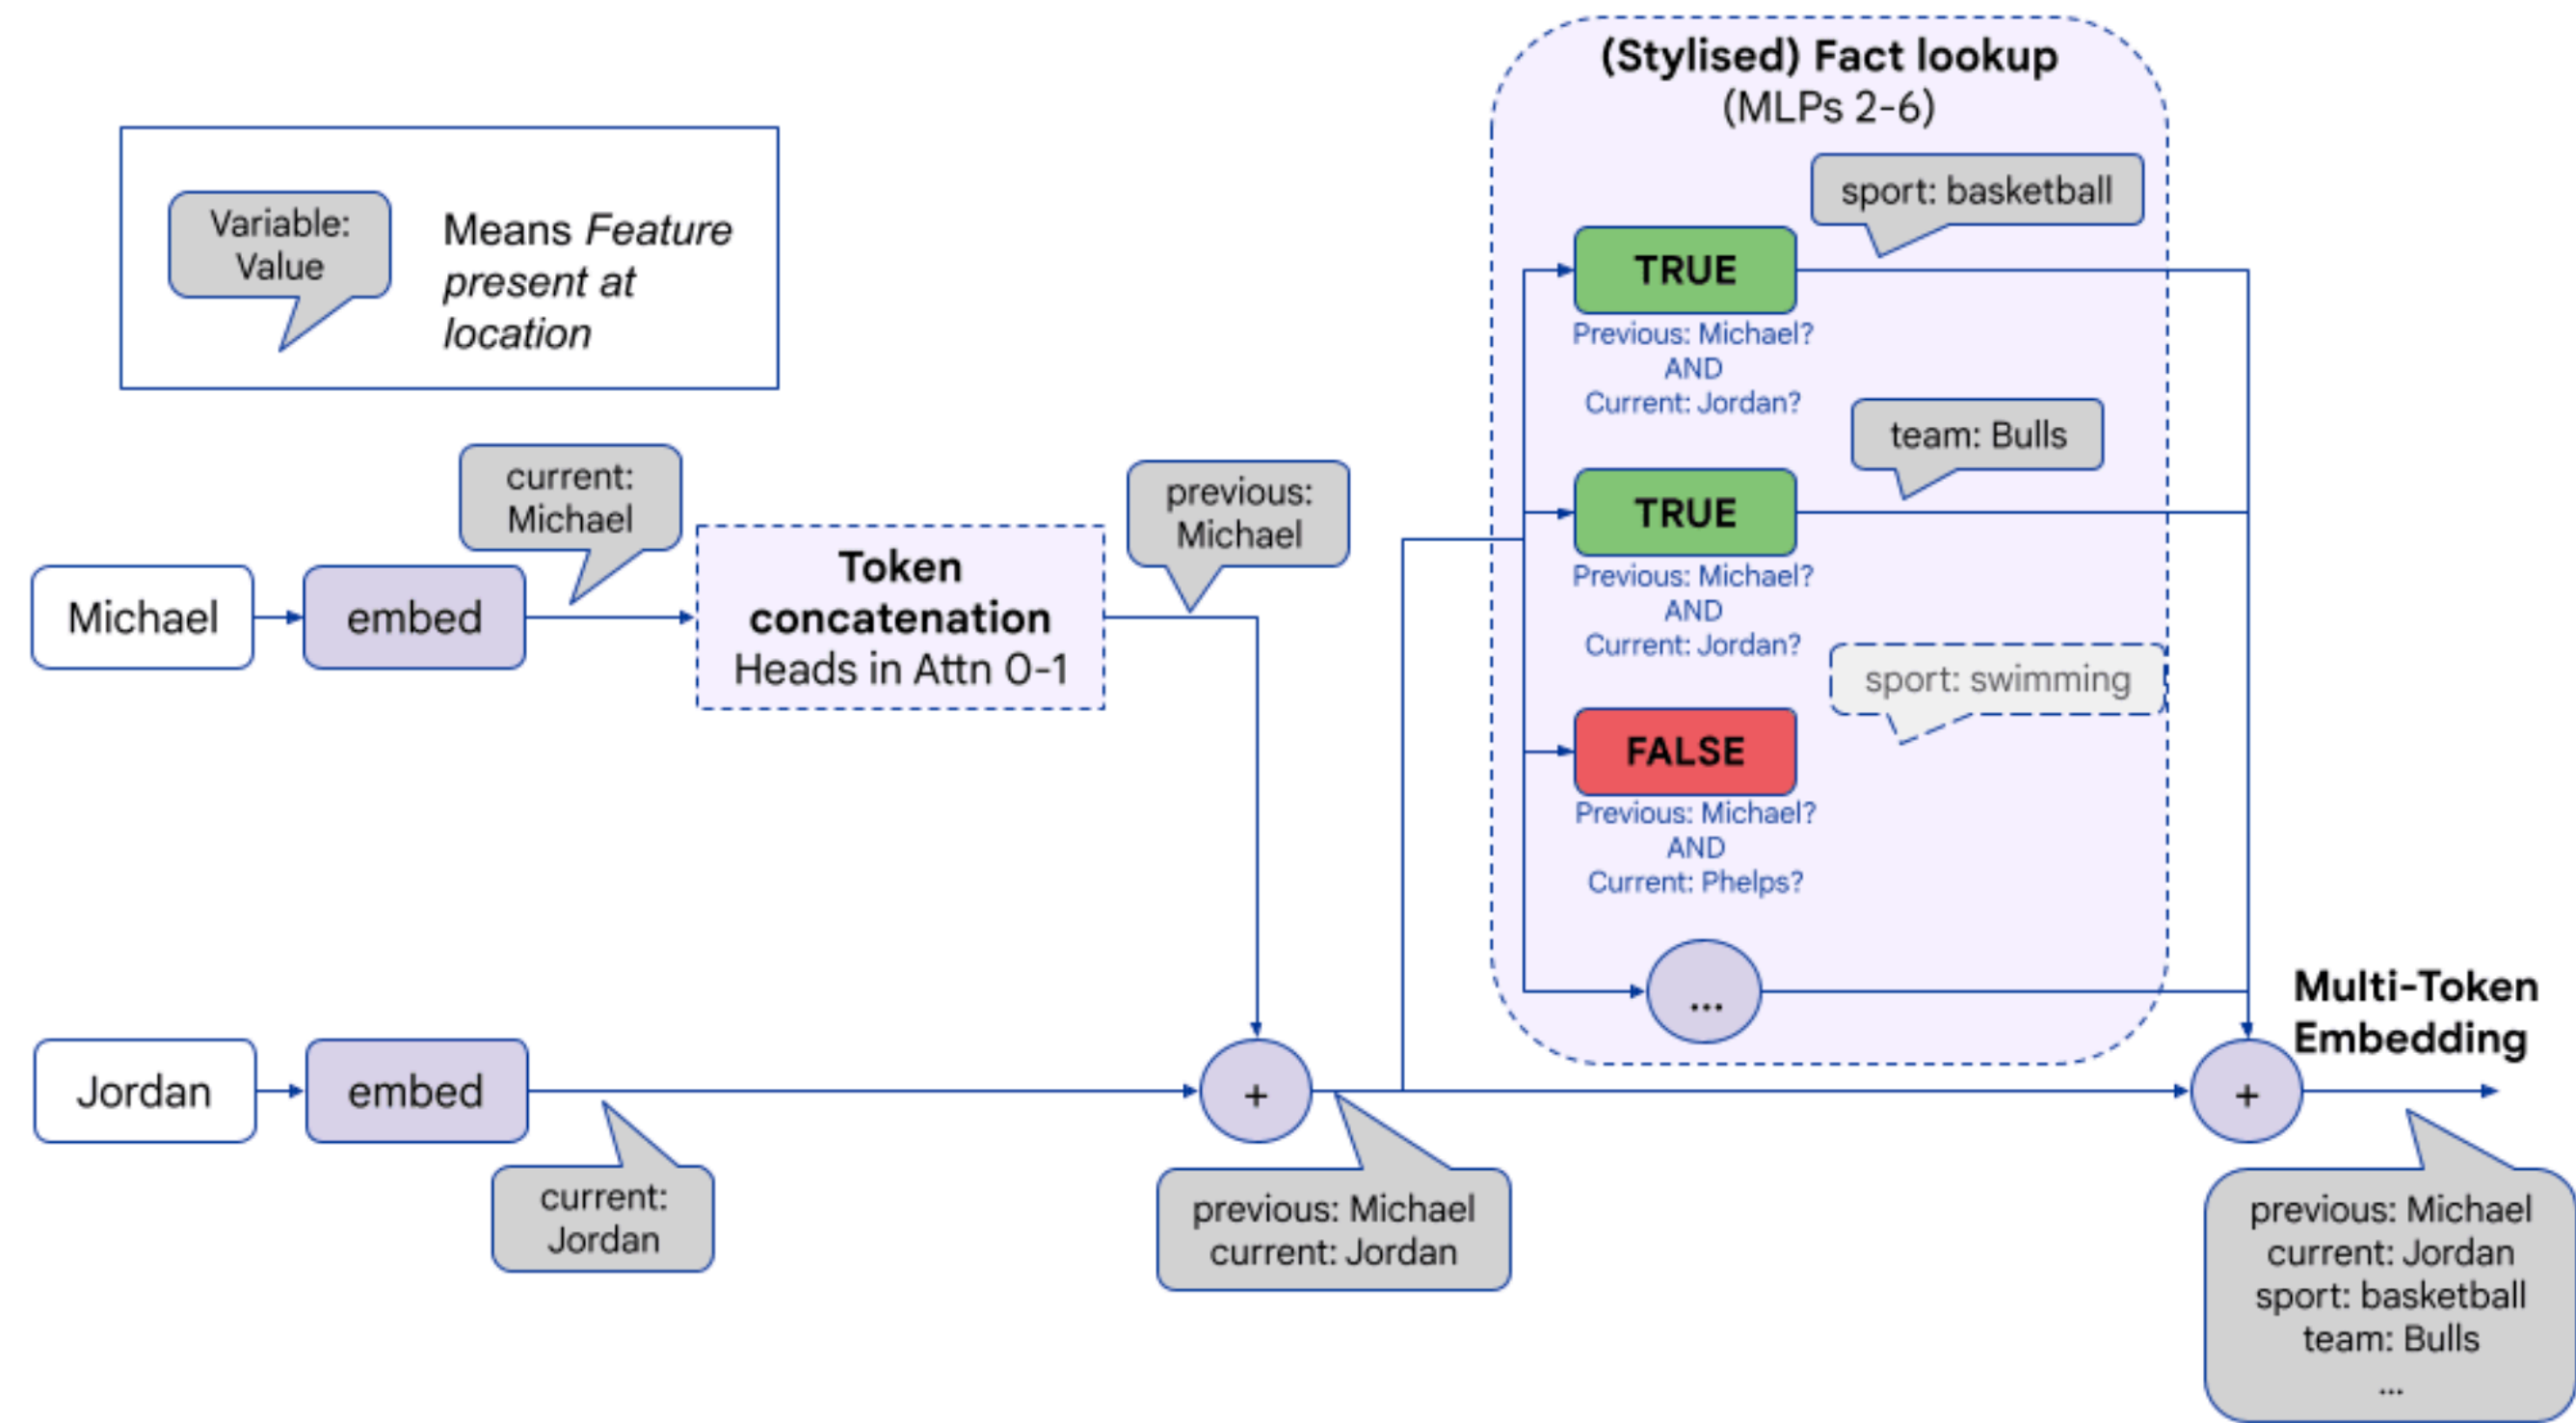 (Stylised) Fact lookup
(MLPs 2-6)
Variable:
Value
Means Feature
present at
location
sport: basketball
TRUE
Previous: Michael?
AND
Current: Jordan?
team: Bulls
TRUE
Previous: Michael?
AND
Current: Jordan?
sport: swimming
FALSE
Previous: Michael?
AND
Current: Phelps?
...
current:
Michael
previous:
Michael
Michael
embed
Token
concatenation
Heads in Attn 0-1
Jordan
embed
current:
Jordan
+
previous: Michael
current: Jordan
+
Multi-Token
Embedding
previous: Michael
current: Jordan
sport: basketball
team: Bulls
...